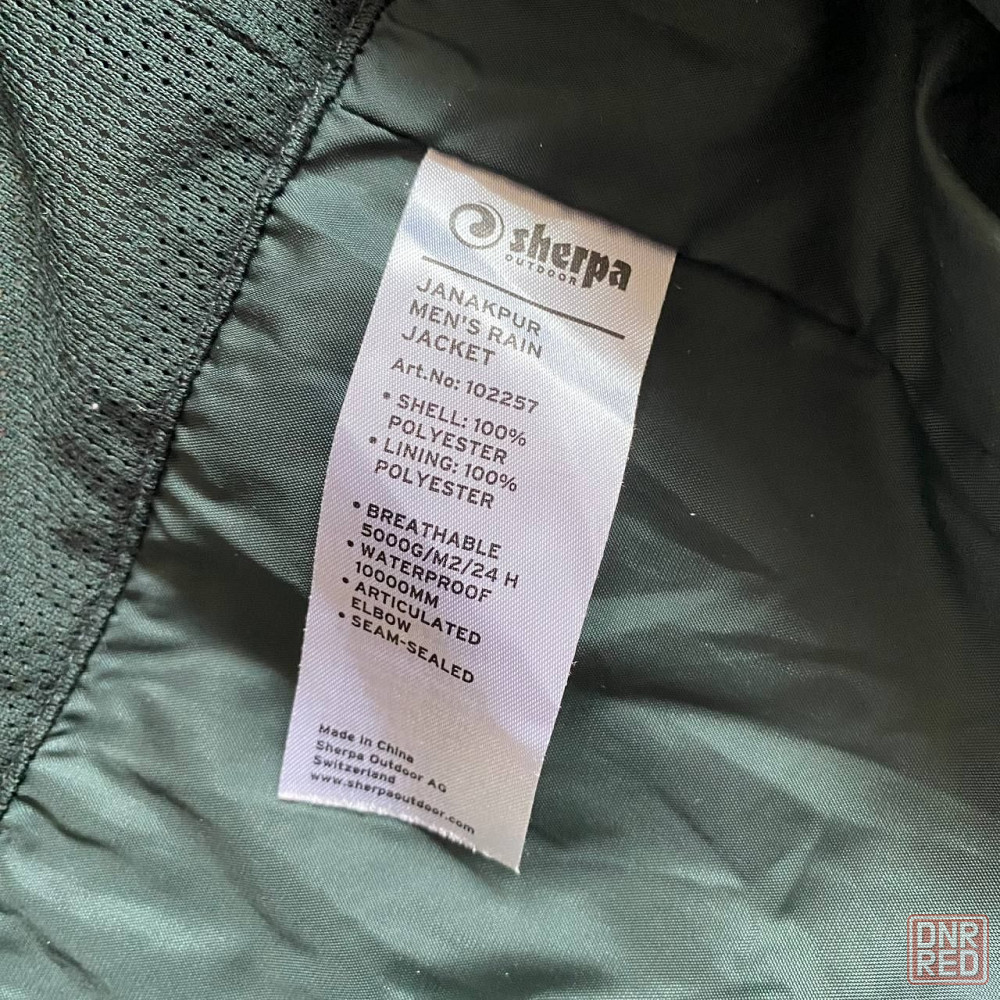 sherpa
OUTDOOR
JANAKPUR
MEN'S RAIN
JACKET
Art.No: 102257
• SHELL: 100%
POLYESTER
• LINING: 100%
POLYESTER
• BREATHABLE
5000G/M2/24 H
• WATERPROOF
10000MM
• ARTICULATED
ELBOW
• SEAM-SEALED
Made in China
Sherpa Outdoor AG
Switzerland
www.sherpaoutdoor.com
DNR
RED